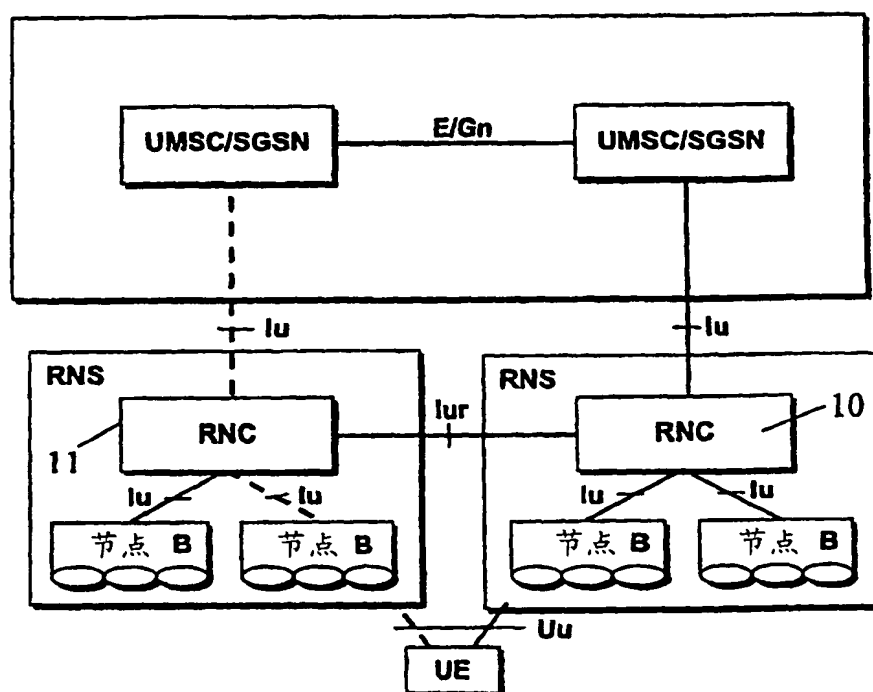 UMSC/SGSN
E/Gn
UMSC/SGSN
Iu
Iu
RNS
RNS
Iur
RNC
RNC
10
11
Iu
Iu
Iu
Iu
节点 B
节点 B
节点 B
节点 B
Uu
UE